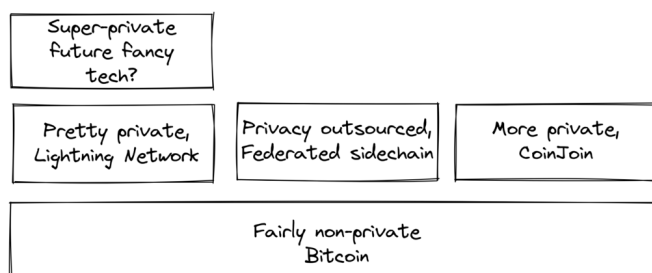 Super-private
future fancy
tech?
Pretty private,
Lightning Network
Privacy outsourced,
Federated sidechain
More private,
CoinJoin
Fairly non-private
Bitcoin